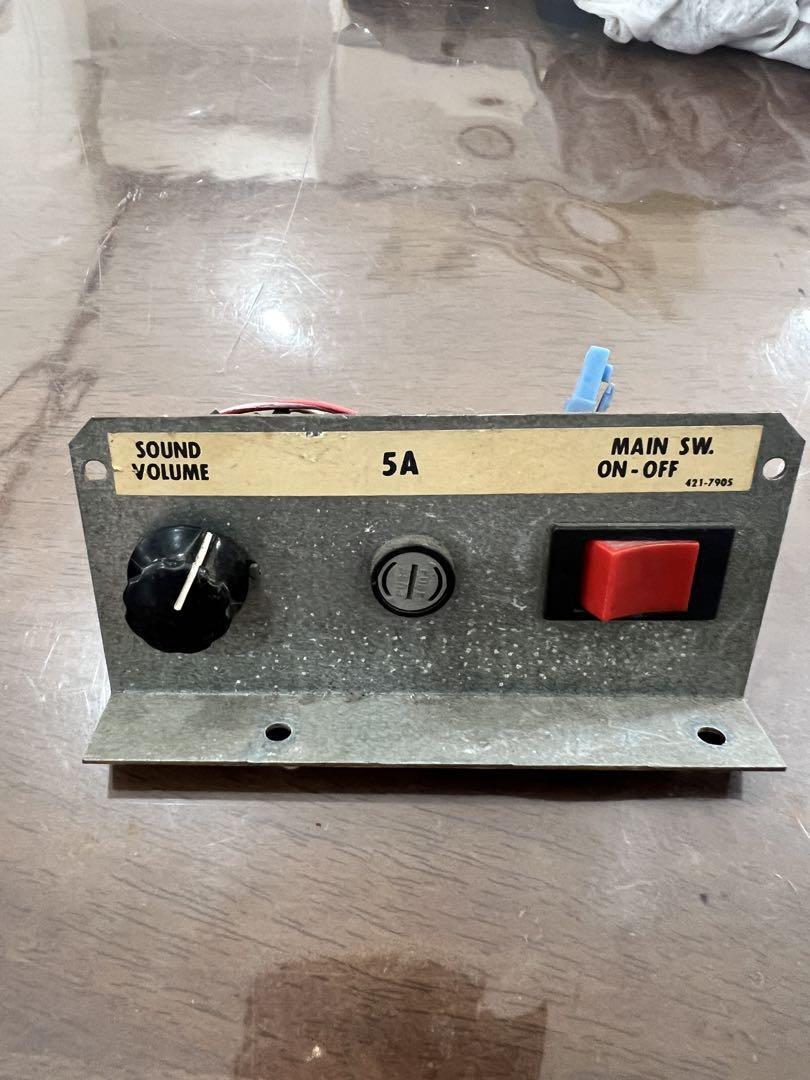 SOUND
VOLUME
5A
MAIN SW.
ON-OFF
421-7905